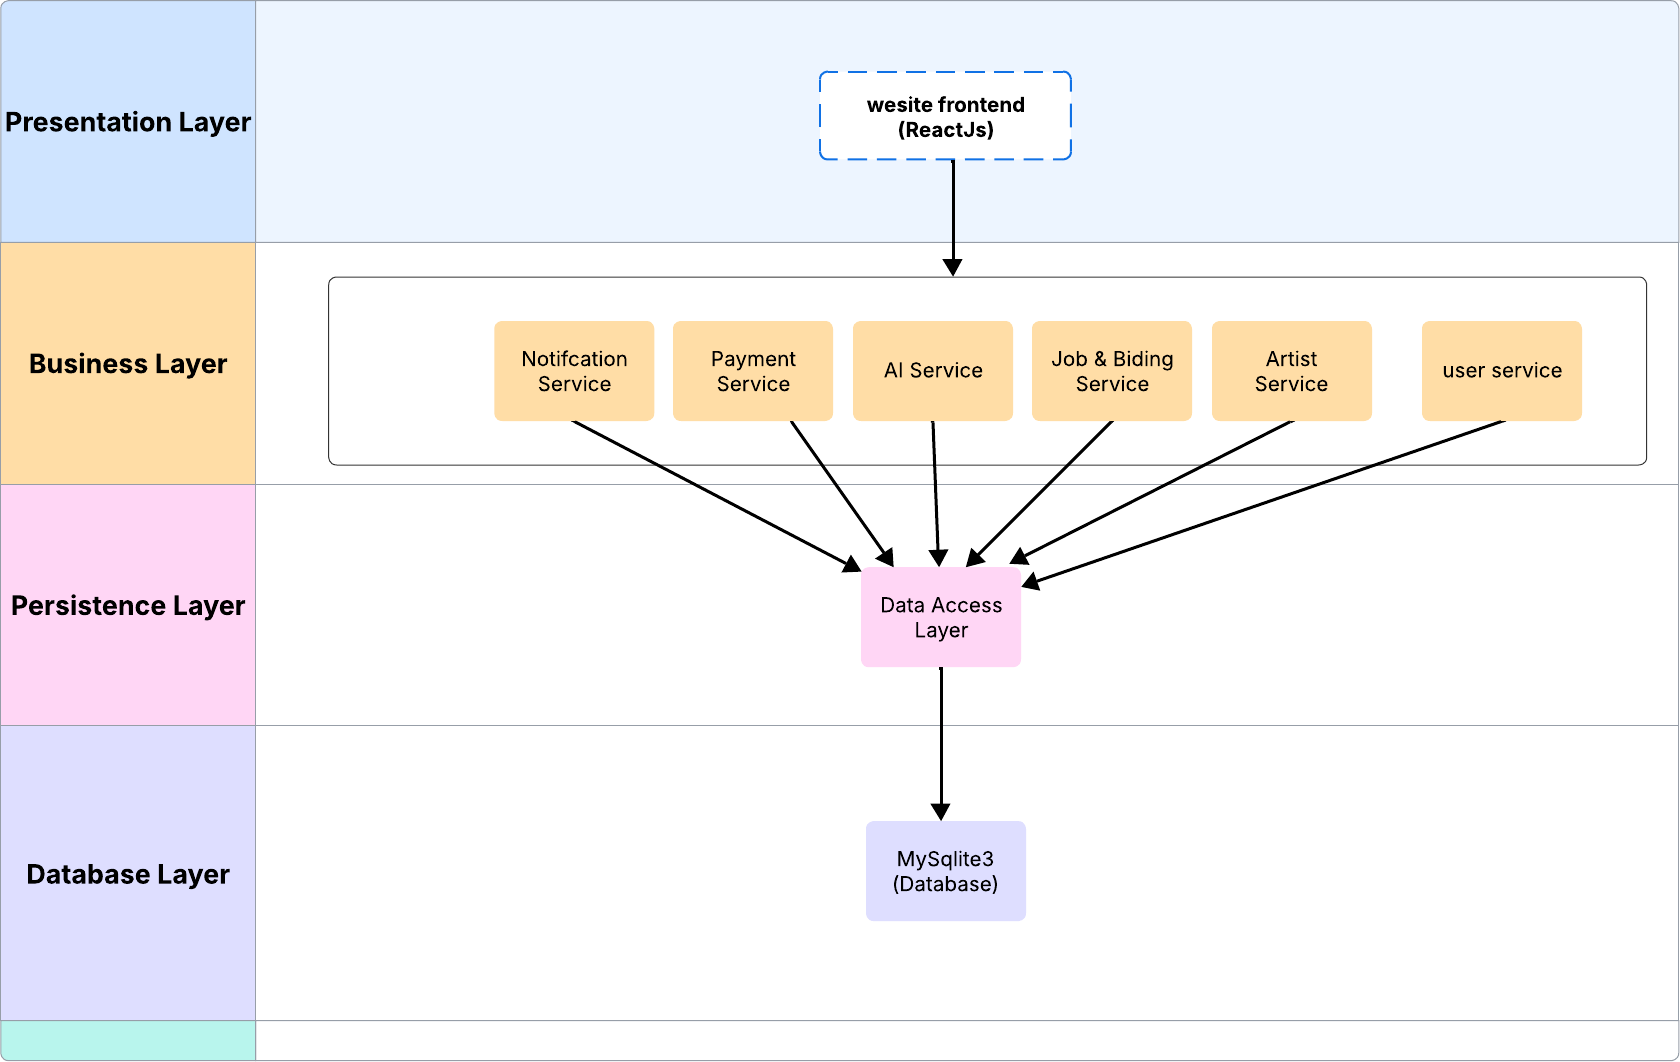 Presentation Layer
wesite frontend
(ReactJs)
Business Layer
Notifcation
Service
Payment
Service
AI Service
Job & Biding
Service
Artist
Service
user service
Persistence Layer
Data Access
Layer
Database Layer
MySqlite3
(Database)